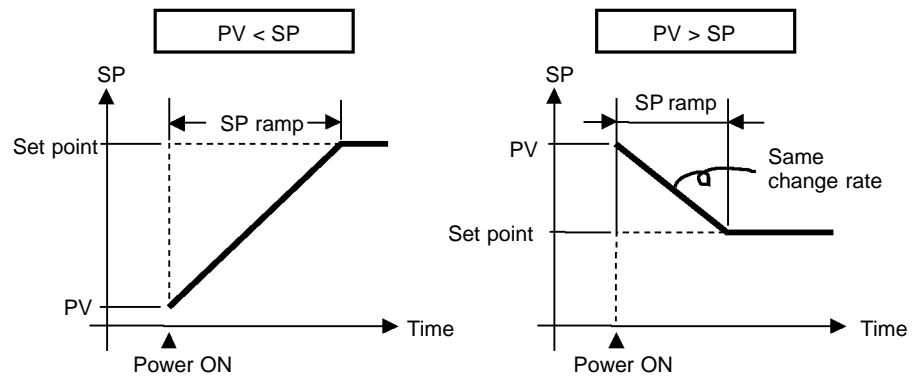 PV < SP
SP
SP ramp
Set point
PV
Time
Power ON
PV > SP
SP
SP ramp
PV
Same
change rate
Set point
Time
Power ON